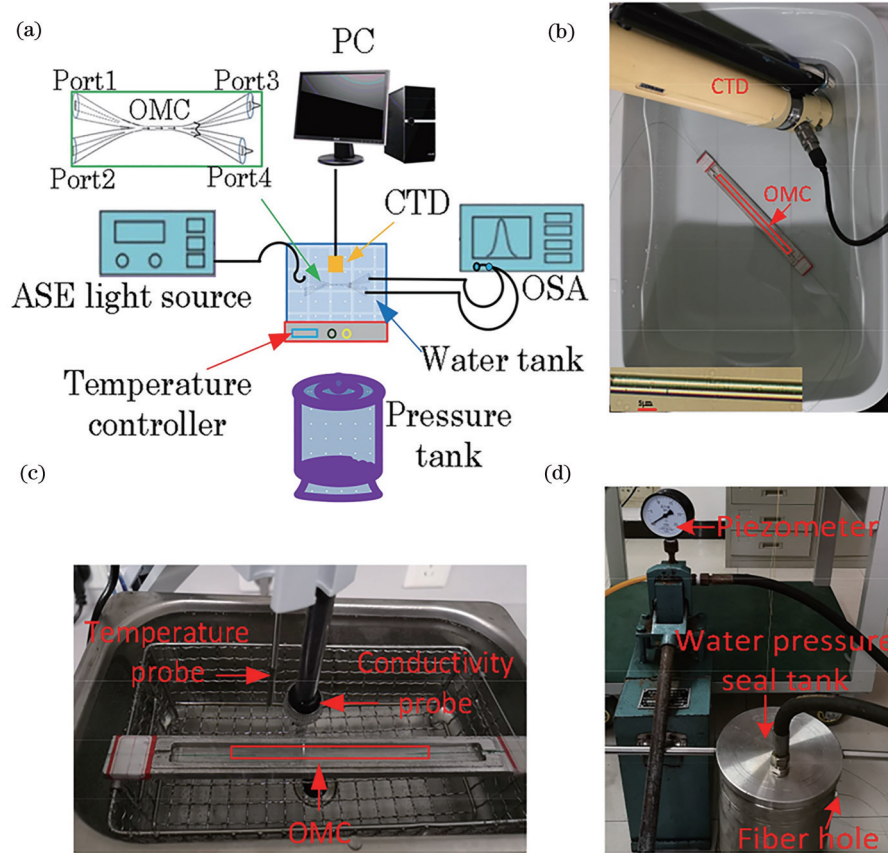 (a)
PC
Port1
Port3
OMC
Port2
Port4
CTD
ASE light source
OSA
Water tank
Temperature
controller
Pressure
tank
(b)
CTD
OMC
5μm
(c)
Temperature
probe
Conductivity
probe
OMC
(d)
Piezometer
Water pressure
seal tank
Fiber hole